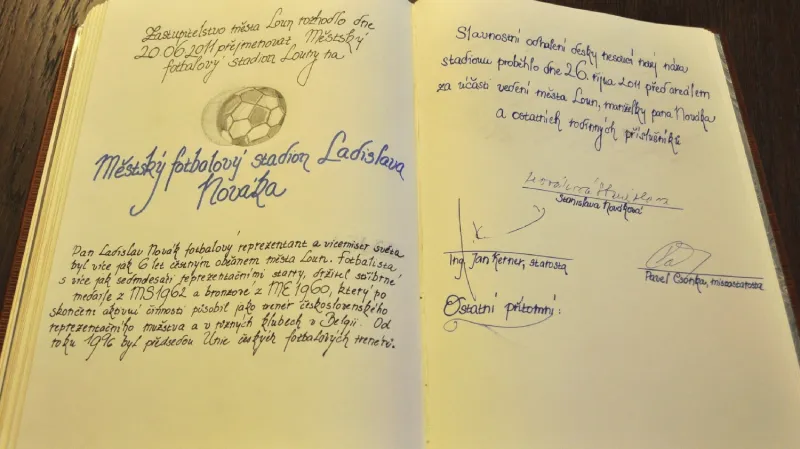 Zastupitelstvo města Loun rozhodlo dne
20.06 2011 přejmenovat „Městský
fotbalový stadion Louny“ na
Městský fotbalový stadion Ladislava
Nováka
Pan Ladislav Novák fotbalový reprezentant a vicemistr světa
byl více jak 6 let čestným občanem města Loun. Fotbalista
s více jak sedmdesáti reprezentačními starty, držitel stříbrné
medaile z MS 1962 a bronzové z ME 1960, který po
skončení aktivní činnosti působil jako trenér československého
reprezentačního mužstva a v různých klubech v Belgii. Od
roku 1996 byl předsedou Unie českých fotbalových trenérů.
Slavnostní odhalení desky nesoucí nový název
stadionu proběhlo dne 26. října 2011 před areálem
za účasti vedení města Loun, manželky pana Nováka
a ostatních rodinných příslušníků
Stanislava Nováková
Ing. Jan Kerner, starosta
Pavel Csonka, místostarosta
Ostatní přítomní: